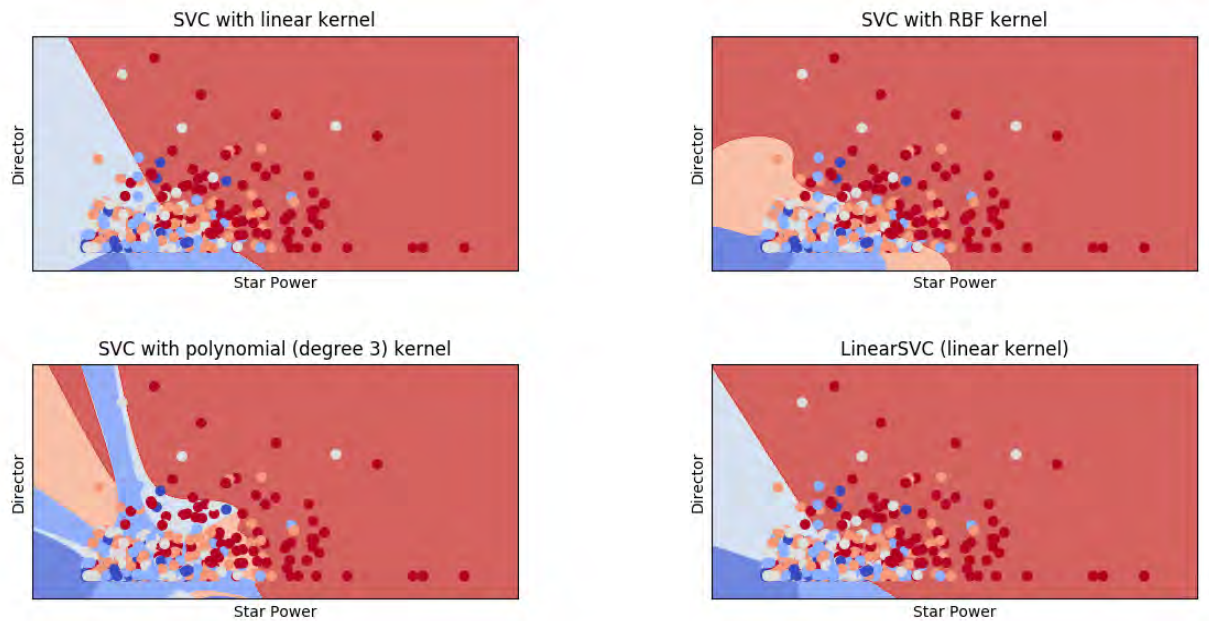 SVC with linear kernel
Director
Star Power
SVC with RBF kernel
Director
Star Power
SVC with polynomial (degree 3) kernel
Director
Star Power
LinearSVC (linear kernel)
Director
Star Power